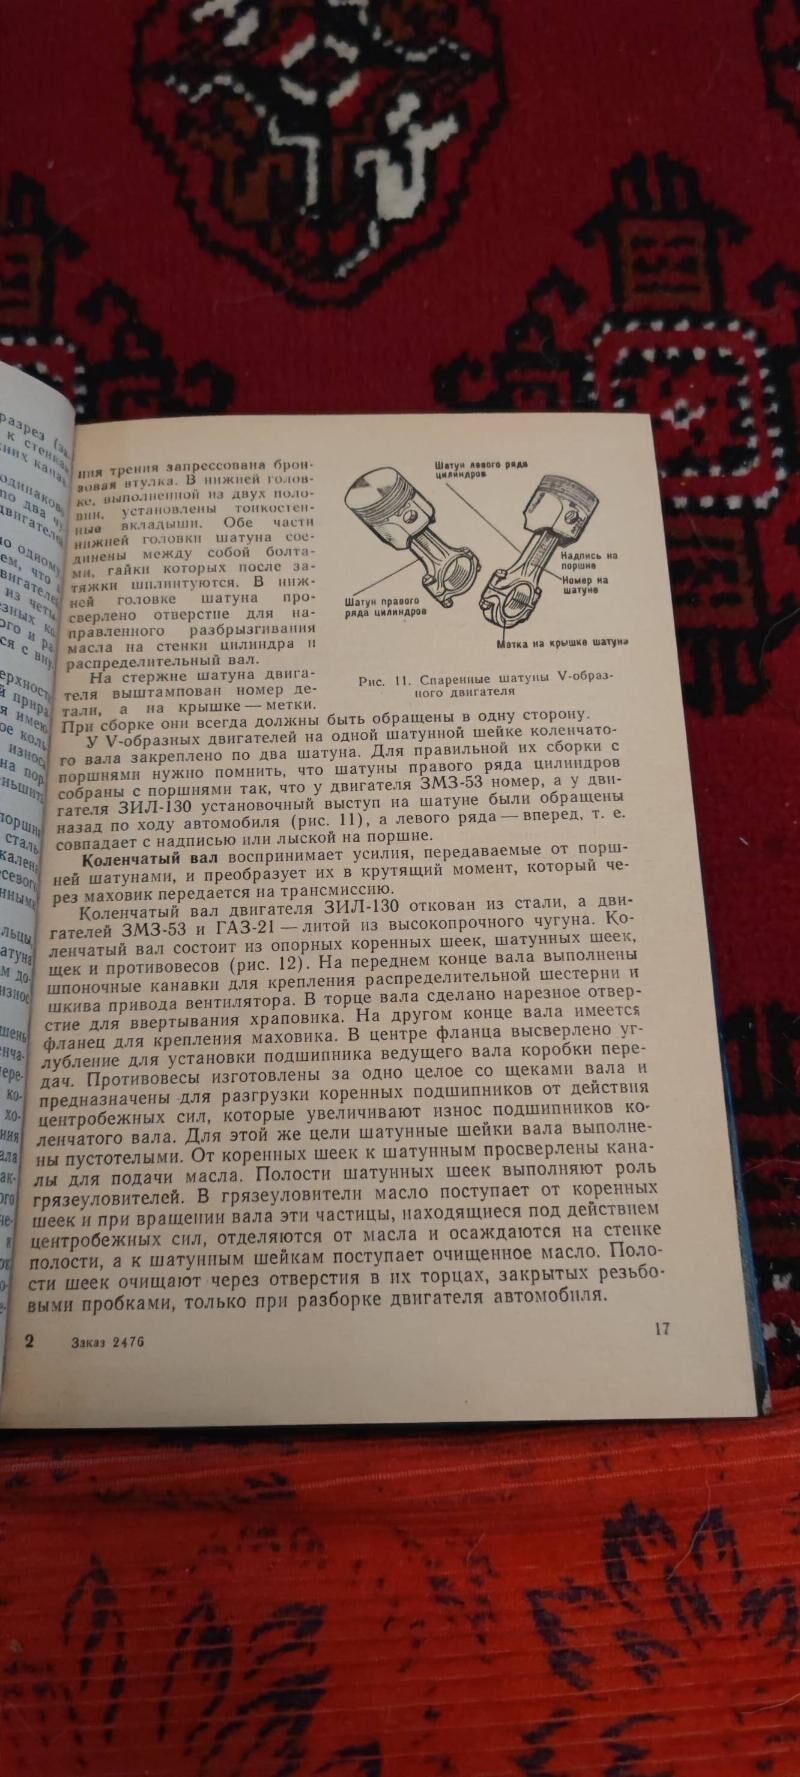 ния трения запрессована брон-
зовая втулка. В нижней голов-
ке, выполненной из двух поло-
вин, установлены тонкостен-
ные вкладыши. Обе части
нижней головки шатуна сое-
динены между собой болта-
ми, гайки которых после за-
тяжки шплинтуются. В ниж-
ней головке шатуна про-
сверлено отверстие для на-
правленного разбрызгивания
масла на стенки цилиндра и
распределительный вал.
На стержне шатуна двига-
теля выштампован номер де-
тали, а на крышке — метки.
Шатун левого ряда
цилиндров
Надпись на
поршне
Номер на
шатуне
Шатун правого
ряда цилиндров
Метка на крышке шатуна
Рис. 11. Спаренные шатуны V-образ-
ного двигателя
При сборке они всегда должны быть обращены в одну сторону.
У V-образных двигателей на одной шатунной шейке коленчато-
го вала закреплено по два шатуна. Для правильной их сборки с
поршнями нужно помнить, что шатуны правого ряда цилиндров
собраны с поршнями так, что у двигателя ЗМЗ-53 номер, а у дви-
гателя ЗИЛ-130 установочный выступ на шатуне были обращены
назад по ходу автомобиля (рис. 11), а левого ряда — вперед, т. е.
совпадает с надписью или лыской на поршне.
Коленчатый вал воспринимает усилия, передаваемые от порш-
ней шатунами, и преобразует их в крутящий момент, который че-
рез маховик передается на трансмиссию.
Коленчатый вал двигателя ЗИЛ-130 откован из стали, а дви-
гателей ЗМЗ-53 и ГАЗ-21 — литой из высокопрочного чугуна. Ко-
ленчатый вал состоит из опорных коренных шеек, шатунных шеек,
щек и противовесов (рис. 12). На переднем конце вала выполнены
шпоночные канавки для крепления распределительной шестерни и
шкива привода вентилятора. В торце вала сделано нарезное отвер-
стие для ввертывания храповика. На другом конце вала имеется
фланец для крепления маховика. В центре фланца высверлено уг-
лубление для установки подшипника ведущего вала коробки пере-
дач. Противовесы изготовлены за одно целое со щеками вала и
предназначены для разгрузки коренных подшипников от действия
центробежных сил, которые увеличивают износ подшипников ко-
ленчатого вала. Для этой же цели шатунные шейки вала выполне-
ны пустотелыми. От коренных шеек к шатунным просверлены кана-
лы для подачи масла. Полости шатунных шеек выполняют роль
грязеуловителей. В грязеуловители масло поступает от коренных
шеек и при вращении вала эти частицы, находящиеся под действием
центробежных сил, отделяются от масла и осаждаются на стенке
полости, а к шатунным шейкам поступает очищенное масло. Поло-
сти шеек очищают через отверстия в их торцах, закрытых резьбо-
выми пробками, только при разборке двигателя автомобиля.
2 Заказ 2476
17